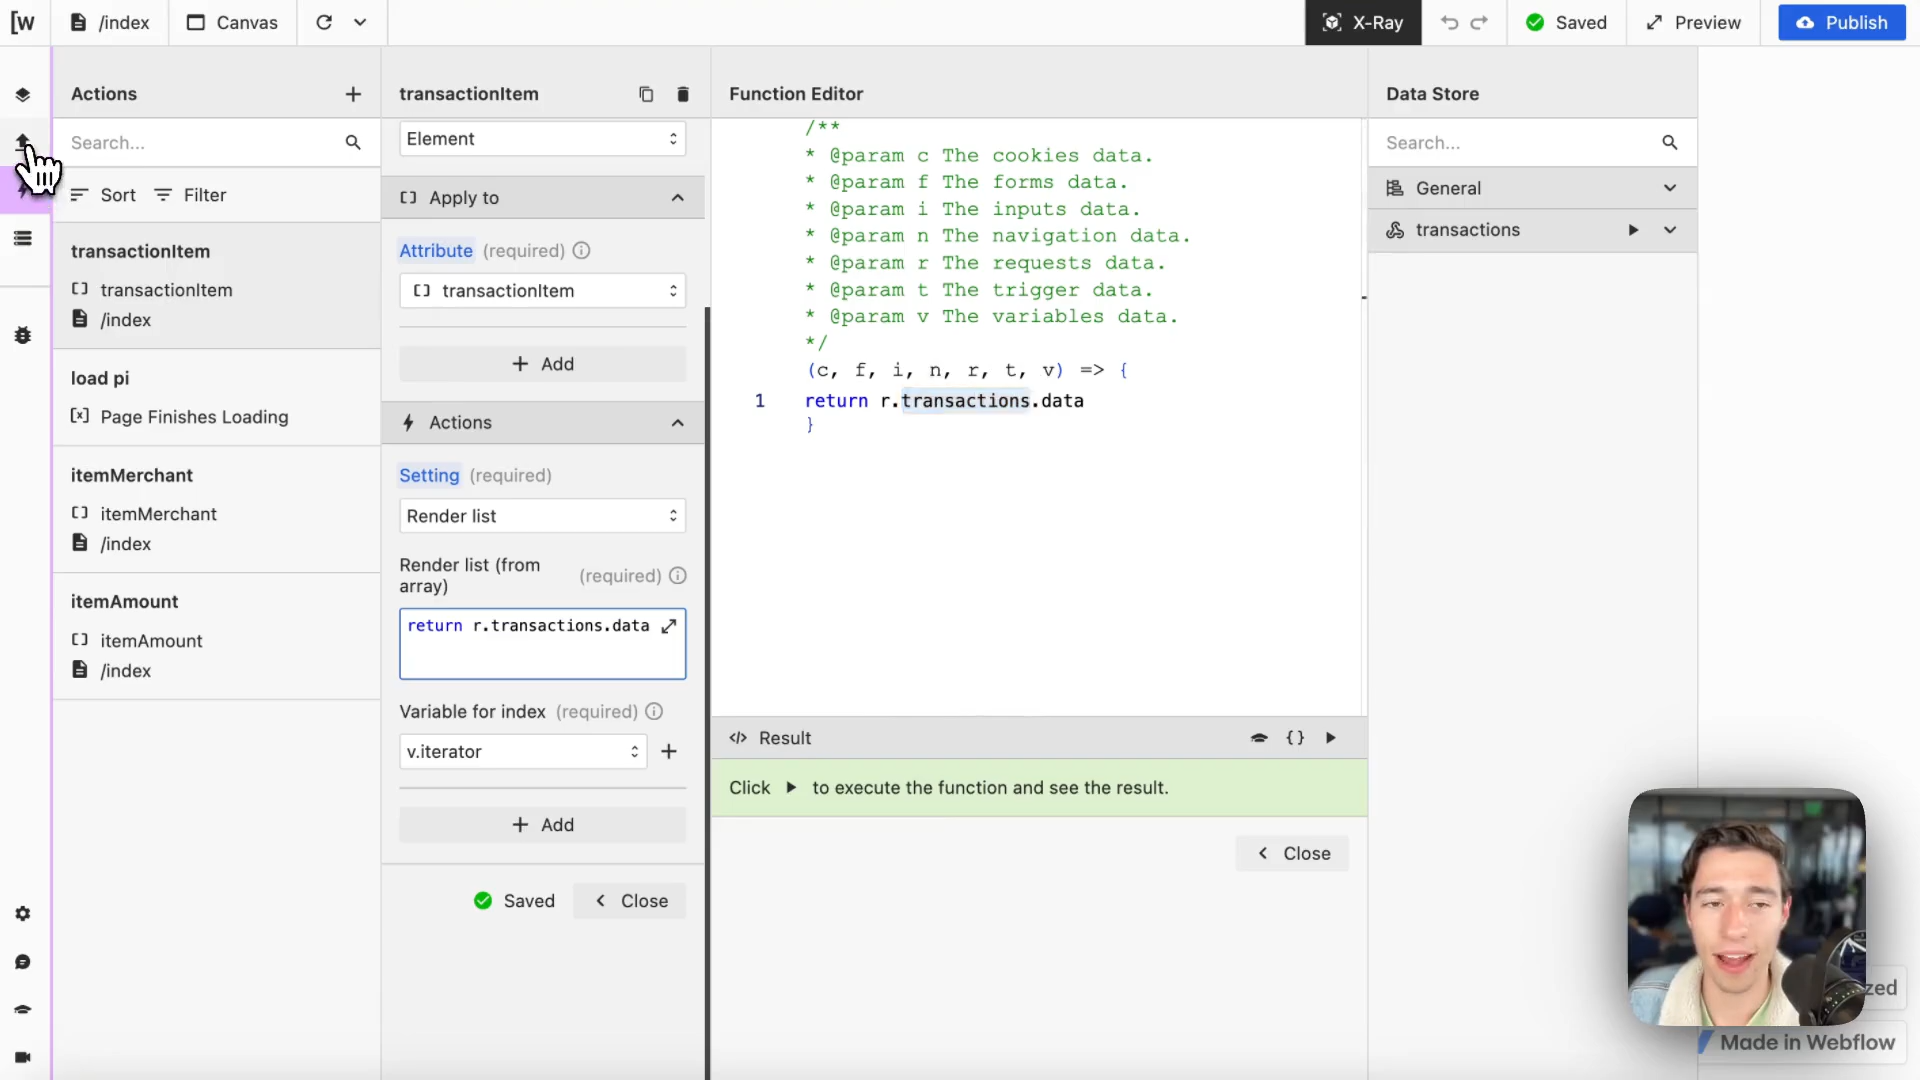 [w
/index
Canvas
X-Ray
Saved
Preview
Publish
Actions
Search...
Sort
Filter
transactionItem
transactionItem
/index
load pi
Page Finishes Loading
itemMerchant
itemMerchant
/index
itemAmount
itemAmount
/index
transactionItem
Element
Apply to
Attribute (required)
transactionItem
+ Add
Actions
Setting (required)
Render list
Render list (from
array)
(required)
return r.transactions.data
Variable for index (required)
v.iterator
+ Add
Saved
Close
Function Editor
/**
* @param c The cookies data.
* @param f The forms data.
* @param i The inputs data.
* @param n The navigation data.
* @param r The requests data.
* @param t The trigger data.
* @param v The variables data.
*/
(c, f, i, n, r, t, v) => {
1 return r.transactions.data
}
</> Result
{}
Click ▶ to execute the function and see the result.
Close
Data Store
Search...
General
transactions
zed
Made in Webflow